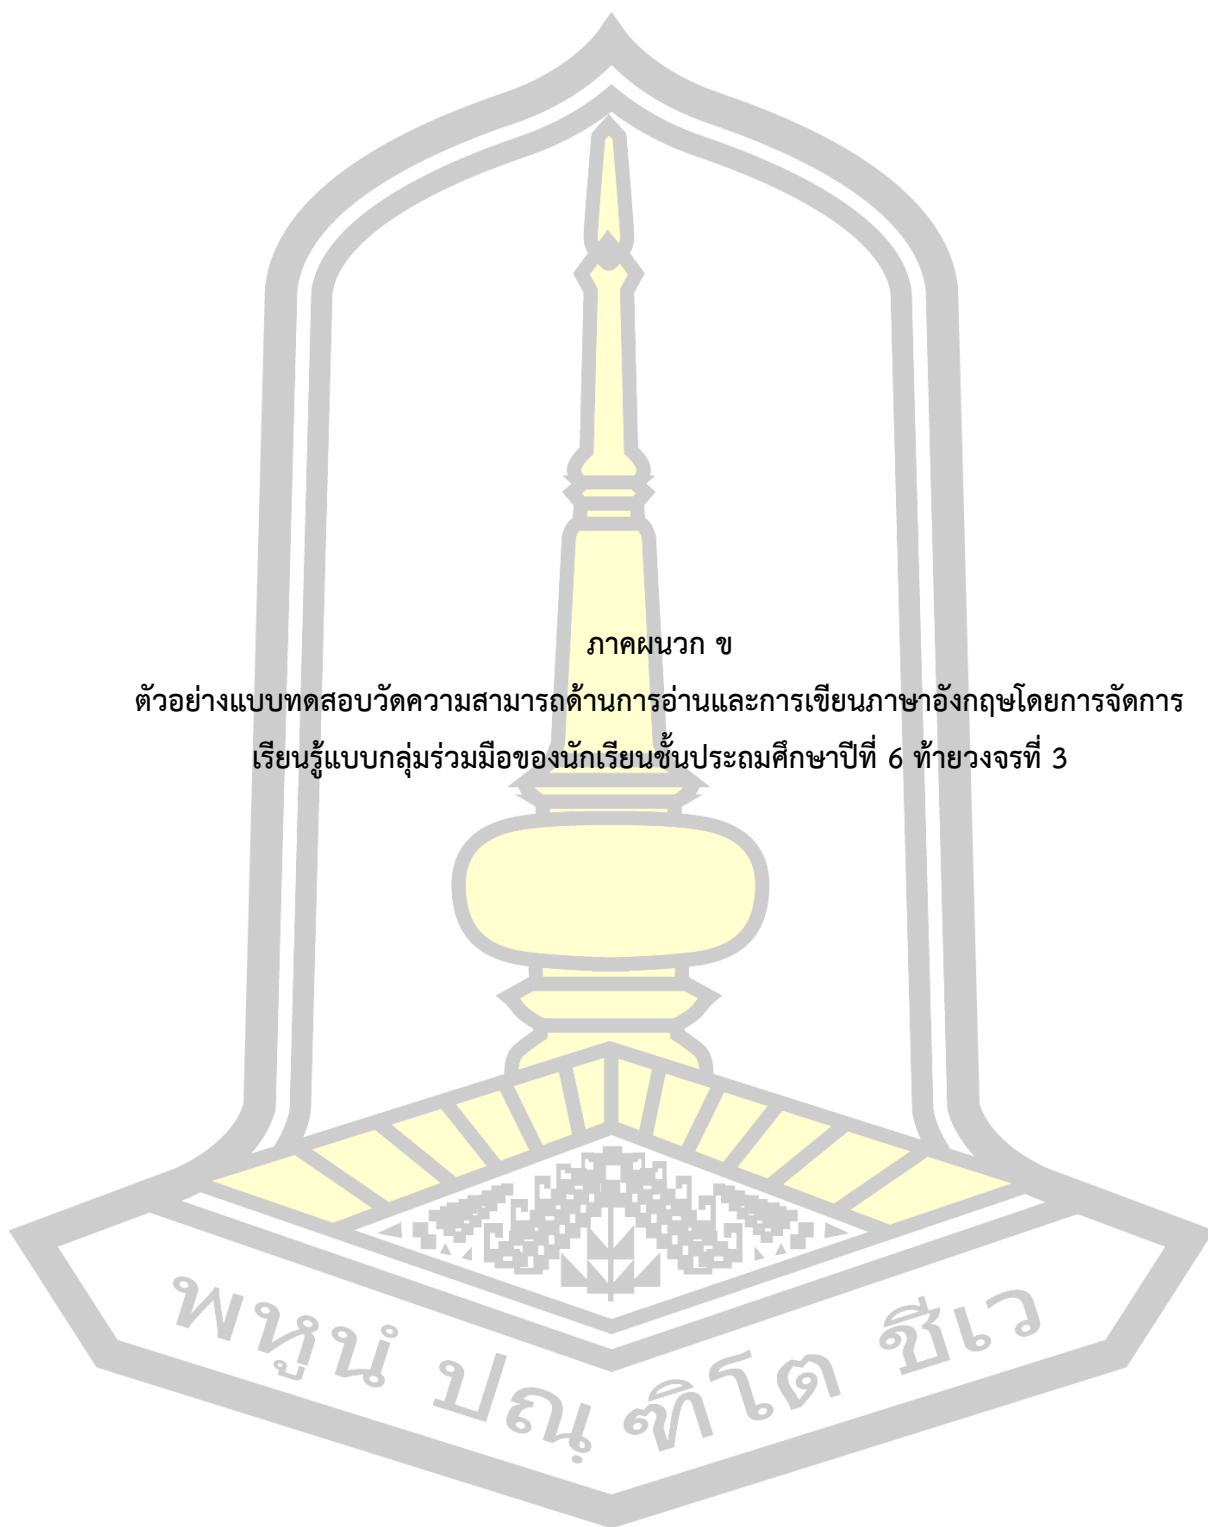 ภาคผนวก ข
ตัวอย่างแบบทดสอบวัดความสามารถด้านการอ่านและการเขียนภาษาอังกฤษโดยการจัดการ
เรียนรู้แบบกลุ่มร่วมมือของนักเรียนชั้นประถมศึกษาปีที่ 6 ท้ายวงจรที่ 3
พหูนํ ปณฺฑิโต ชีเว